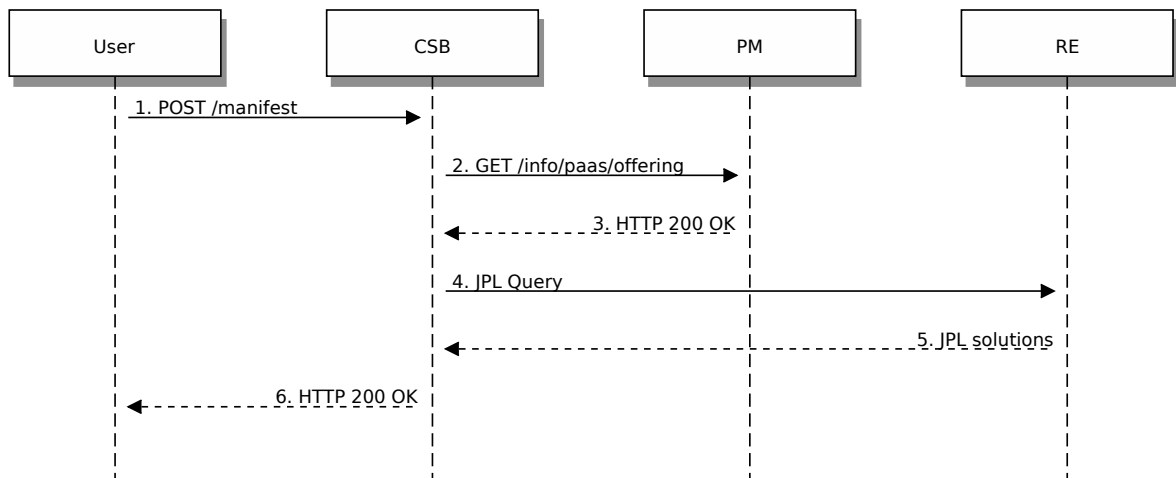 User
CSB
PM
RE
1. POST /manifest
2. GET /info/paas/offering
3. HTTP 200 OK
4. JPL Query
5. JPL solutions
6. HTTP 200 OK